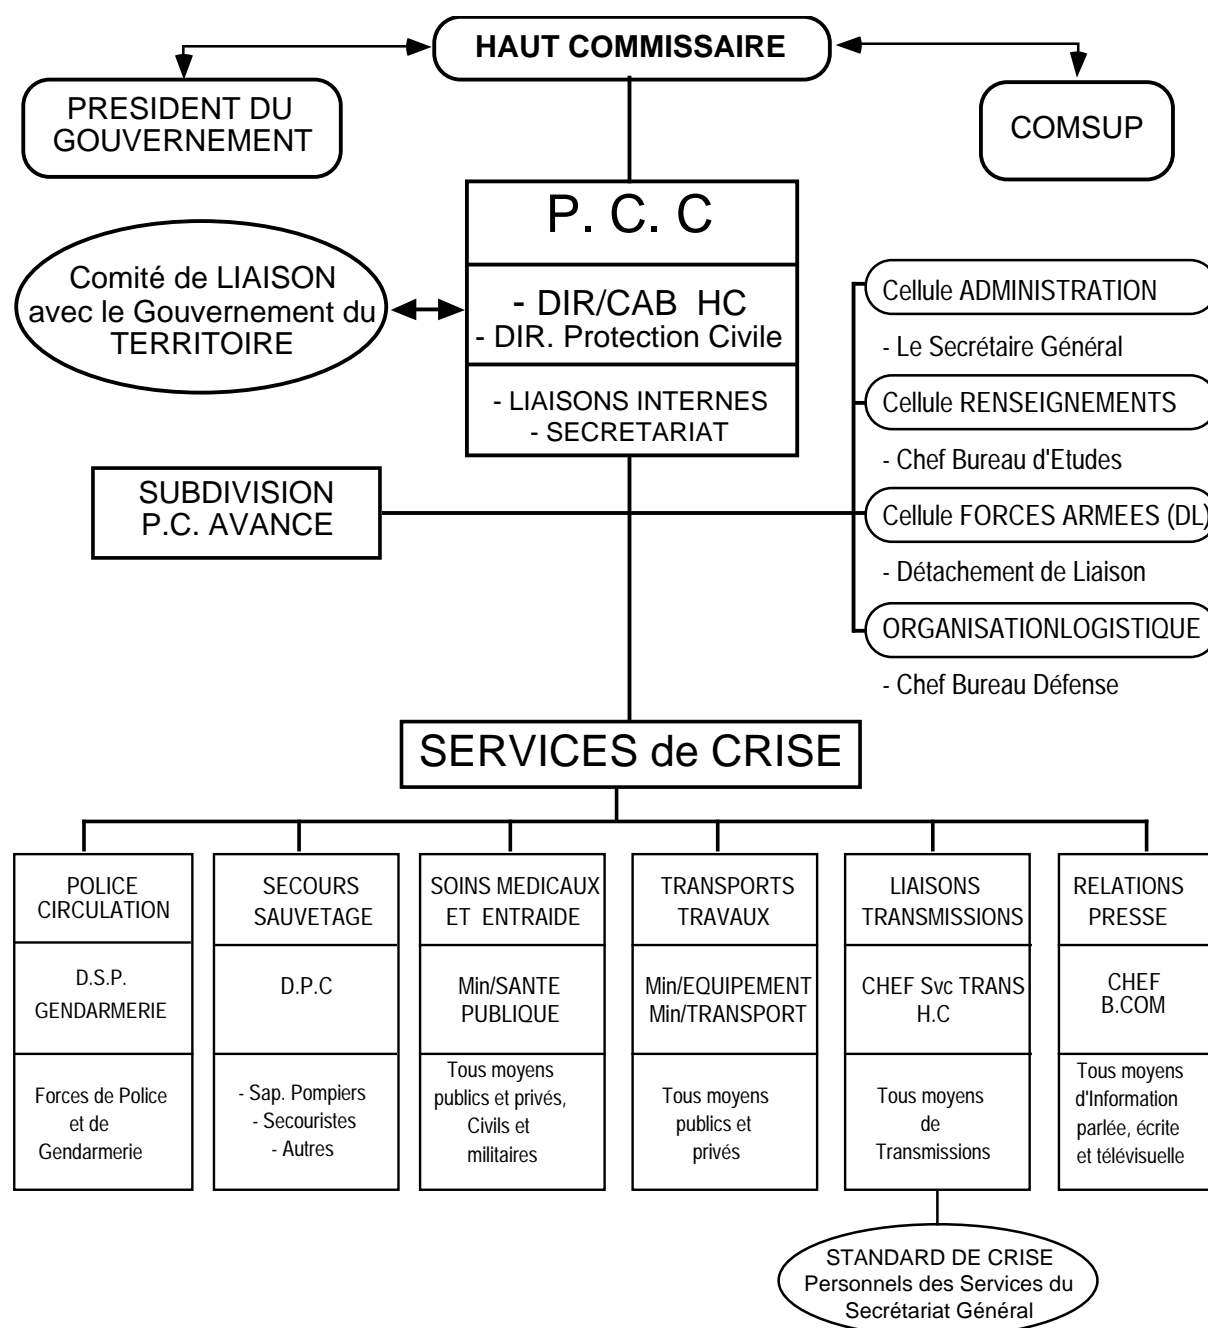 HAUT COMMISSAIRE
PRESIDENT DU
GOUVERNEMENT
COMSUP
P. C. C
Comité de LIAISON
avec le Gouvernement du
TERRITOIRE
- DIR/CAB HC
- DIR. Protection Civile
- LIAISONS INTERNES
- SECRETARIAT
Cellule ADMINISTRATION
- Le Secrétaire Général
Cellule RENSEIGNEMENTS
- Chef Bureau d'Etudes
Cellule FORCES ARMEES (DL)
- Détachement de Liaison
ORGANISATIONLOGISTIQUE
- Chef Bureau Défense
SUBDIVISION
P.C. AVANCE
SERVICES de CRISE
POLICE
CIRCULATION
D.S.P.
GENDARMERIE
Forces de Police
et de
Gendarmerie
SECOURS
SAUVETAGE
D.P.C
- Sap. Pompiers
- Secouristes
- Autres
SOINS MEDICAUX
ET ENTRAIDE
Min/SANTE
PUBLIQUE
Tous moyens
publics et privés,
Civils et
militaires
TRANSPORTS
TRAVAUX
Min/EQUIPEMENT
Min/TRANSPORT
Tous moyens
publics et
privés
LIAISONS
TRANSMISSIONS
CHEF Svc TRANS
H.C
Tous moyens
de
Transmissions
RELATIONS
PRESSE
CHEF
B.COM
Tous moyens
d'Information
parlée, écrite
et télévisuelle
STANDARD DE CRISE
Personnels des Services du
Secrétariat Général